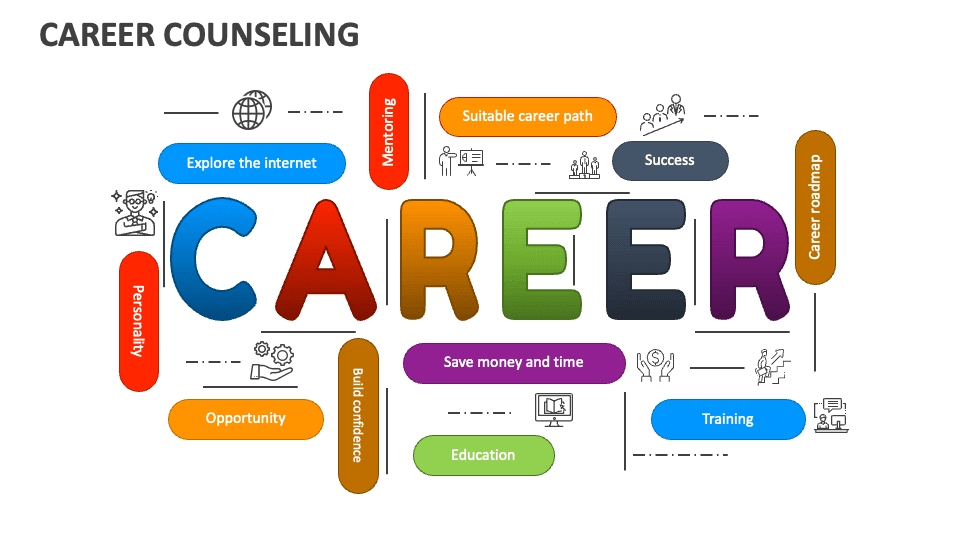 CAREER COUNSELING
Mentoring
Suitable career path
Explore the internet
Success
Career roadmap
CAREER
Personality
Save money and time
Build confidence
Opportunity
Training
Education